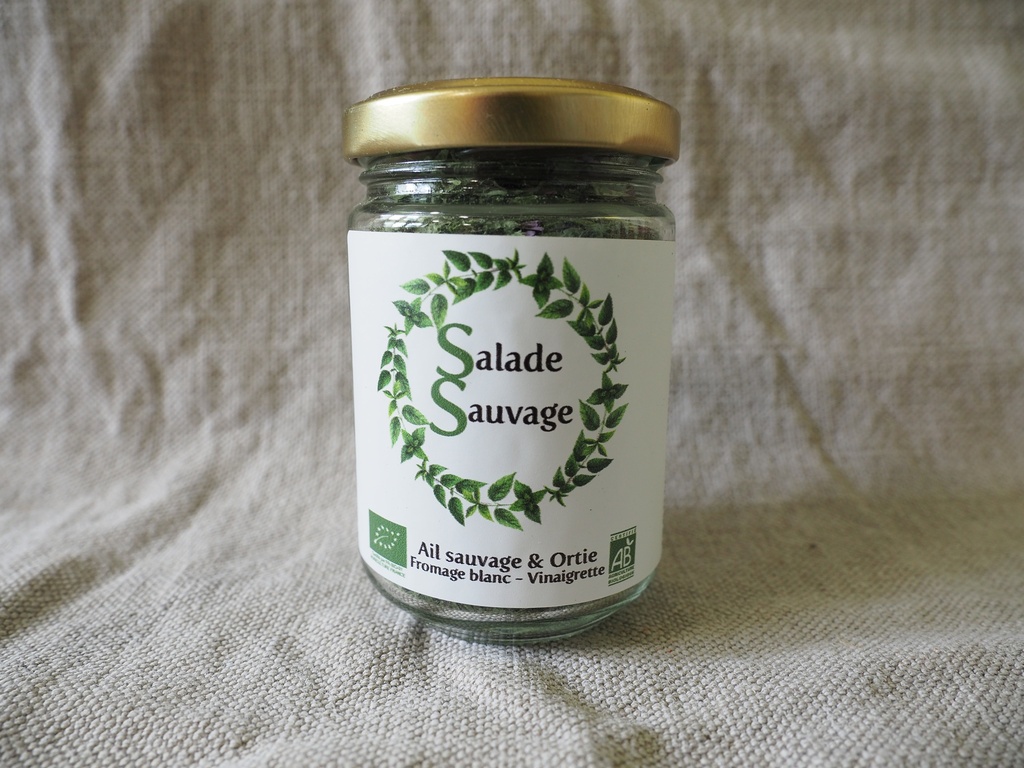 Salade
Sauvage
Ail sauvage & Ortie
Fromage blanc – Vinaigrette
AB